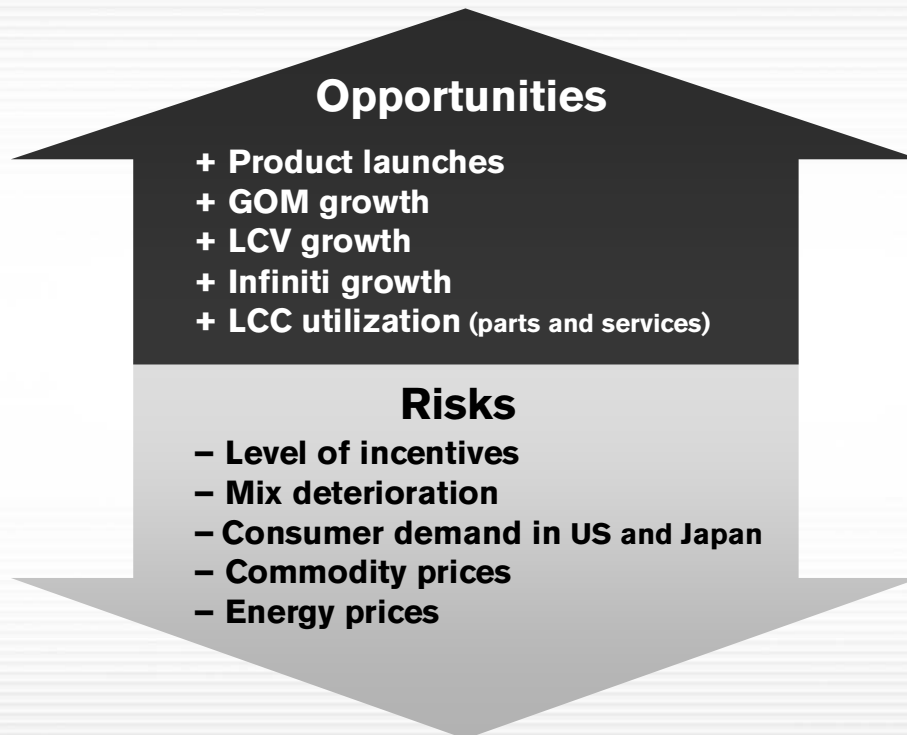 Opportunities
+ Product launches
+ GOM growth
+ LCV growth
+ Infiniti growth
+ LCC utilization (parts and services)
Risks
– Level of incentives
– Mix deterioration
– Consumer demand in US and Japan
– Commodity prices
– Energy prices